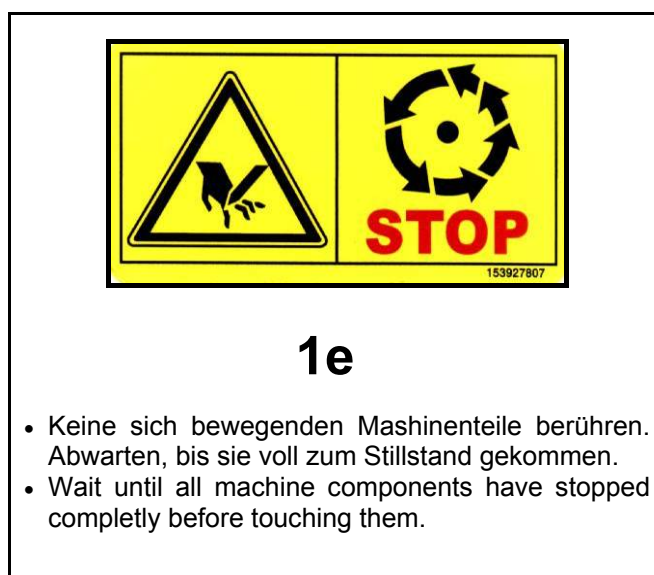 STOP
153927807
1e
• Keine sich bewegenden Mashinenteile berühren.
Abwarten, bis sie voll zum Stillstand gekommen.
• Wait until all machine components have stopped
completly before touching them.